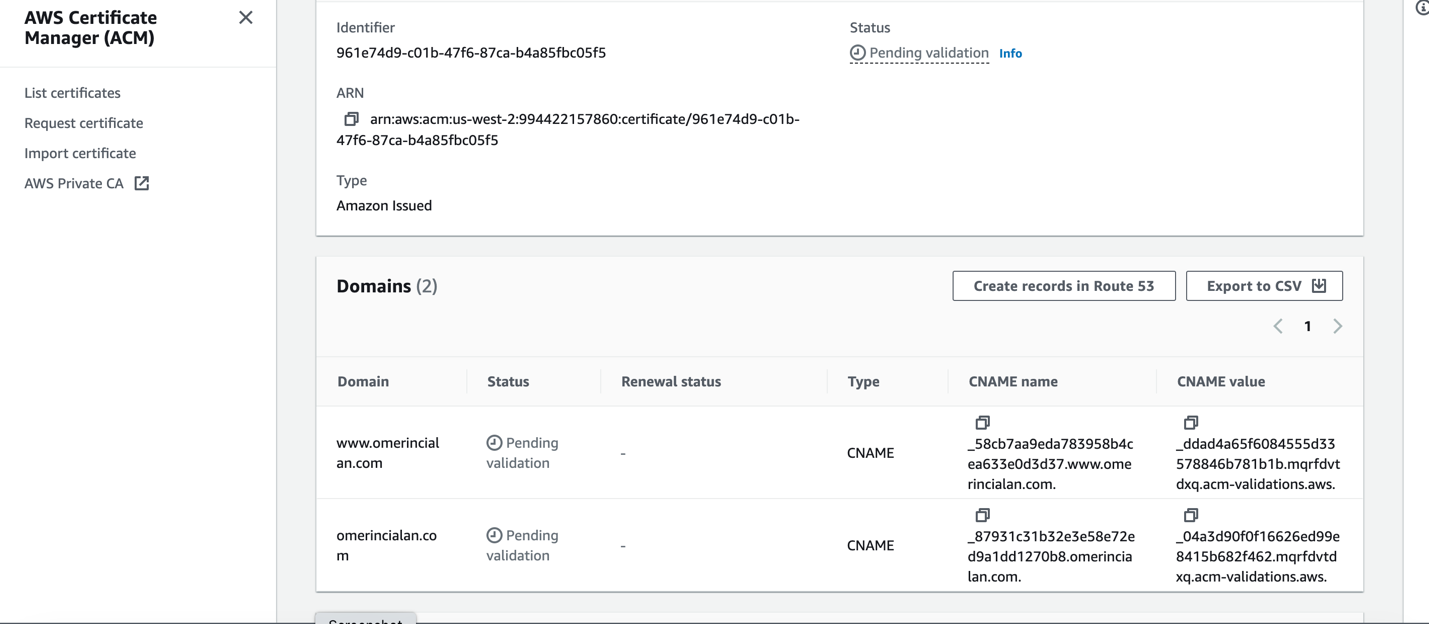 AWS Certificate
Manager (ACM)
List certificates
Request certificate
Import certificate
AWS Private CA
Identifier
961e74d9-c01b-47f6-87ca-b4a85fbc05f5
Status
Pending validation Info
ARN
arn:aws:acm:us-west-2:994422157860:certificate/961e74d9-c01b-
47f6-87ca-b4a85fbc05f5
Type
Amazon Issued
Domains (2)
Create records in Route 53
Export to CSV
1
Domain Status Renewal status Type CNAME name CNAME value
www.omerincial
an.com
Pending
validation
-
CNAME
_58cb7aa9eda783958b4c
ea633e0d3d37.www.ome
rincialan.com.
_ddad4a65f6084555d33
578846b781b1b.mqrfdvt
dxq.acm-validations.aws.
omerincialan.co
m
Pending
validation
-
CNAME
_87931c31b32e3e58e72e
d9a1dd1270b8.omerincia
lan.com.
_04a3d90f0f16626ed99e
8415b682f462.mqrfdvtd
xq.acm-validations.aws.
Screenshot